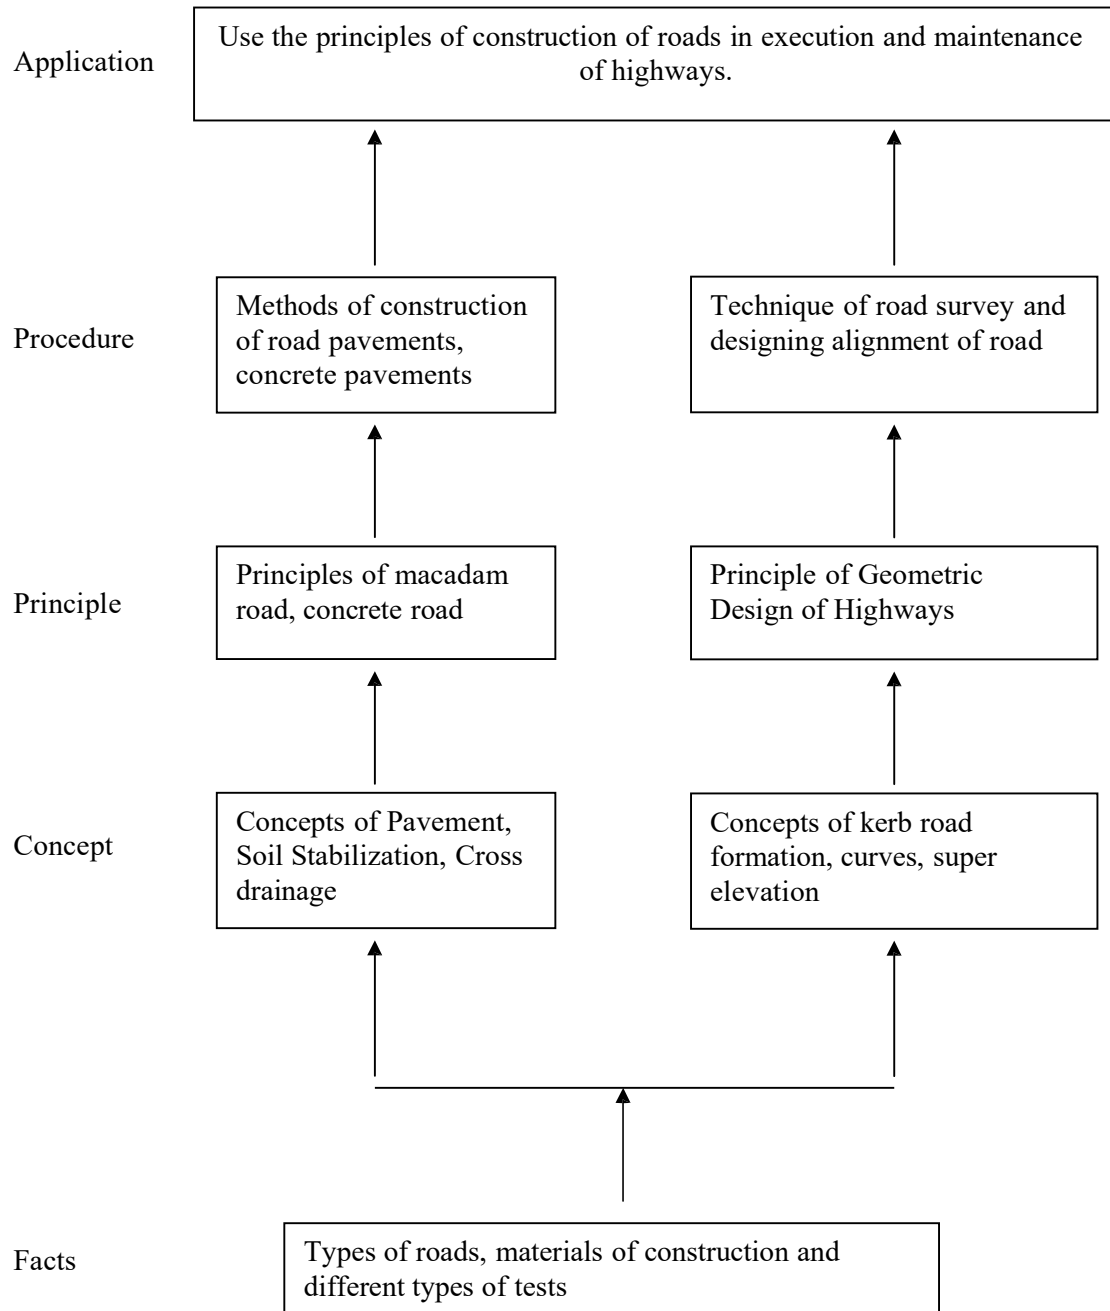 Application
Use the principles of construction of roads in execution and maintenance
of highways.
Procedure
Methods of construction
of road pavements,
concrete pavements
Technique of road survey and
designing alignment of road
Principle
Principles of macadam
road, concrete road
Principle of Geometric
Design of Highways
Concept
Concepts of Pavement,
Soil Stabilization, Cross
drainage
Concepts of kerb road
formation, curves, super
elevation
Facts
Types of roads, materials of construction and
different types of tests